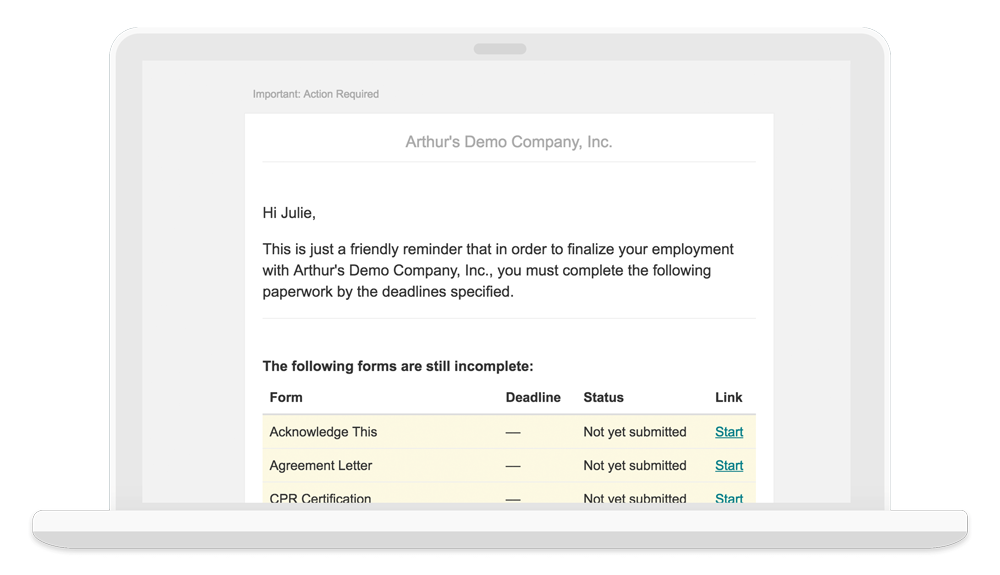 Important: Action Required
Arthur's Demo Company, Inc.
Hi Julie,
This is just a friendly reminder that in order to finalize your employment
with Arthur's Demo Company, Inc., you must complete the following
paperwork by the deadlines specified.
The following forms are still incomplete:
Form Deadline Status Link
Acknowledge This — Not yet submitted Start
Agreement Letter — Not yet submitted Start
CPR Certification — Not yet submitted Start